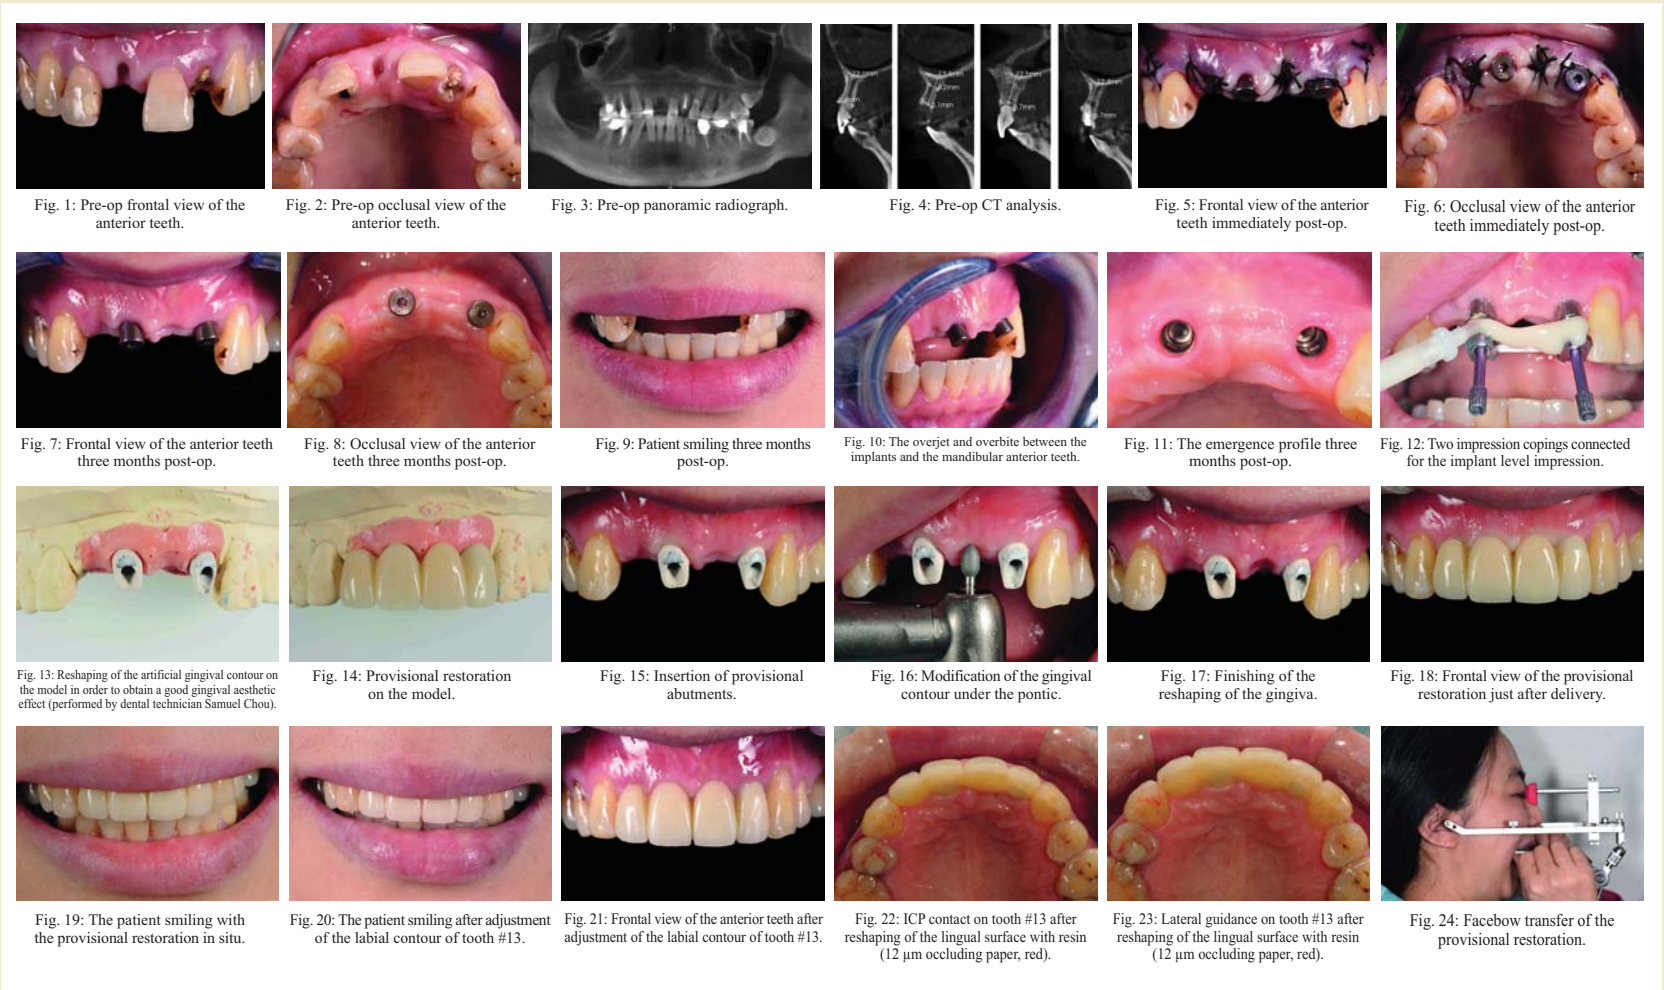 Fig. 1: Pre-op frontal view of the
anterior teeth.
Fig. 2: Pre-op occlusal view of the
anterior teeth.
Fig. 3: Pre-op panoramic radiograph.
Fig. 4: Pre-op CT analysis.
Fig. 5: Frontal view of the anterior
teeth immediately post-op.
Fig. 6: Occlusal view of the anterior
teeth immediately post-op.
Fig. 7: Frontal view of the anterior teeth
three months post-op.
Fig. 8: Occlusal view of the anterior
teeth three months post-op.
Fig. 9: Patient smiling three months
post-op.
Fig. 10: The overjet and overbite between the
implants and the mandibular anterior teeth.
Fig. 11: The emergence profile three
months post-op.
Fig. 12: Two impression copings connected
for the implant level impression.
Fig. 13: Reshaping of the artificial gingival contour on
the model in order to obtain a good gingival aesthetic
effect (performed by dental technician Samuel Chou).
Fig. 14: Provisional restoration
on the model.
Fig. 15: Insertion of provisional
abutments.
Fig. 16: Modification of the gingival
contour under the pontic.
Fig. 17: Finishing of the
reshaping of the gingiva.
Fig. 18: Frontal view of the provisional
restoration just after delivery.
Fig. 19: The patient smiling with
the provisional restoration in situ.
Fig. 20: The patient smiling after adjustment
of the labial contour of tooth #13.
Fig. 21: Frontal view of the anterior teeth after
adjustment of the labial contour of tooth #13.
Fig. 22: ICP contact on tooth #13 after
reshaping of the lingual surface with resin
(12 µm occluding paper, red).
Fig. 23: Lateral guidance on tooth #13 after
reshaping of the lingual surface with resin
(12 µm occluding paper, red).
Fig. 24: Facebow transfer of the
provisional restoration.